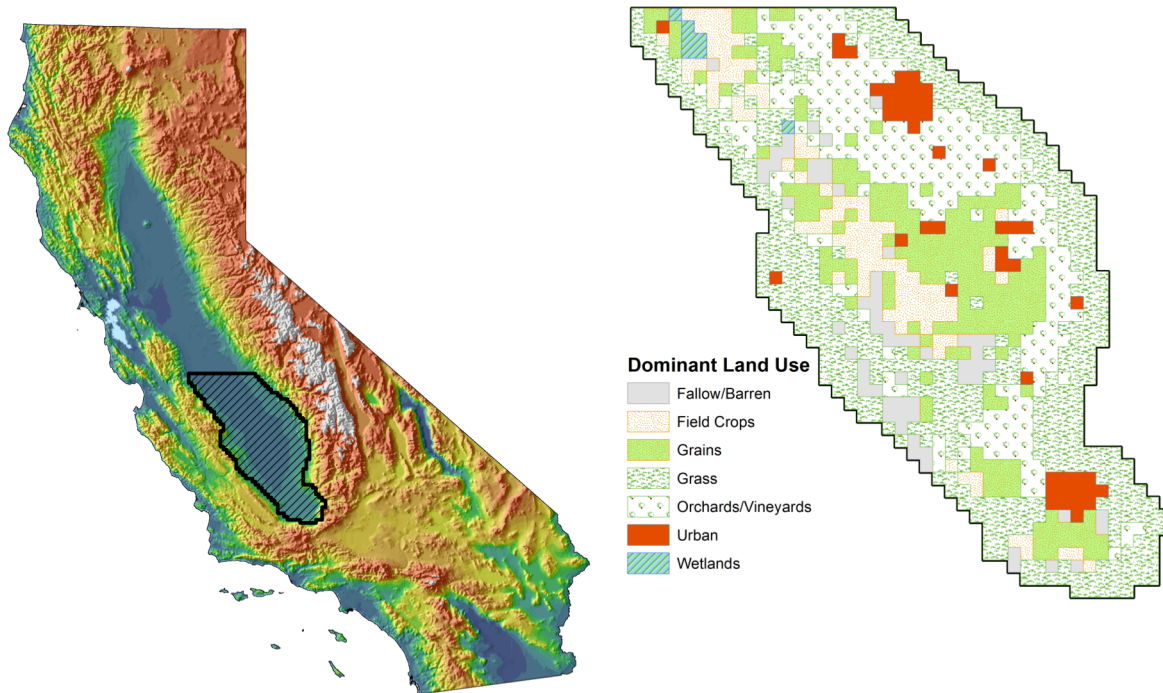 Dominant Land Use
Fallow/Barren
Field Crops
Grains
Grass
Orchards/Vineyards
Urban
Wetlands